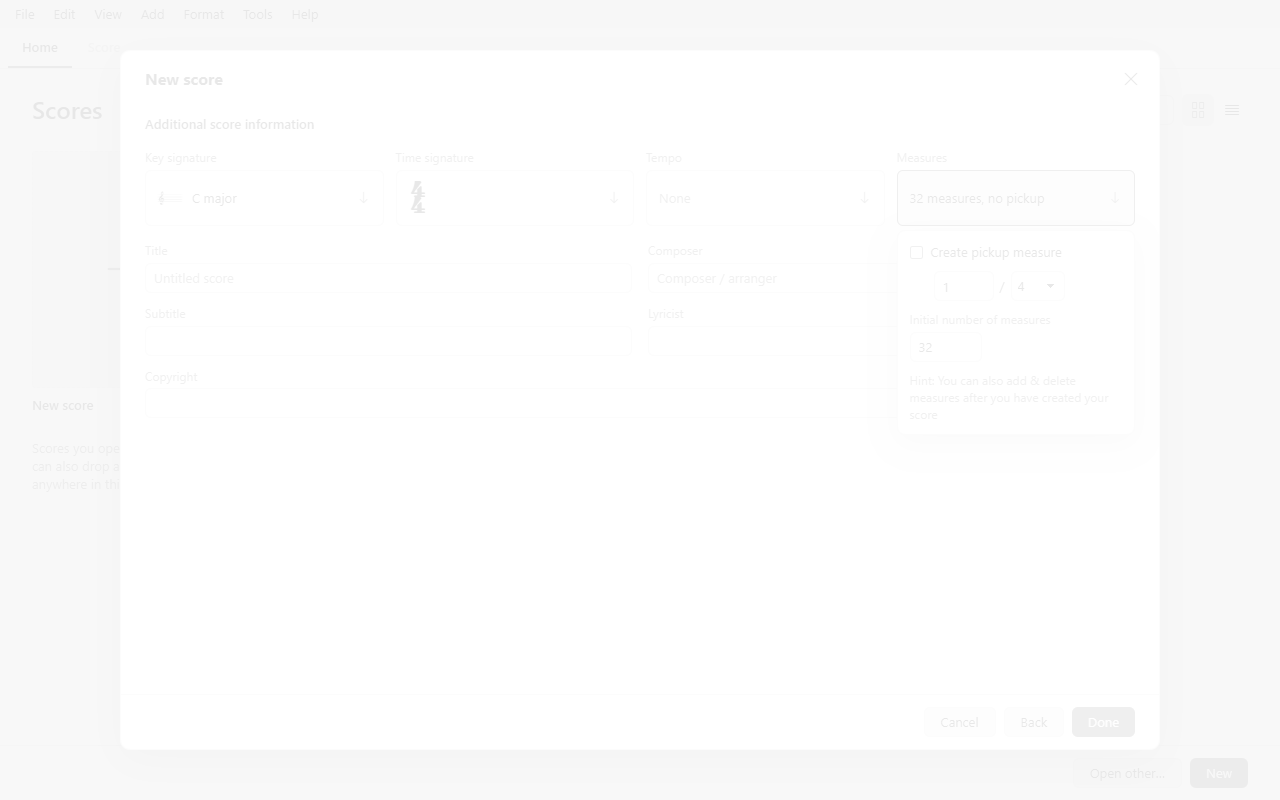 File Edit View Add Format Tools Help
Home
Scores
New score
Additional score information
Key signature Time signature Tempo Measures
C major 4 4 None 32 measures, no pickup
Title Composer
Untitled score Composer / arranger
Subtitle Lyricist
Copyright
Create pickup measure
1 / 4
Initial number of measures
32
Hint: You can also add & delete
measures after you have created your
score
New score
Scores you ope
can also drop a
anywhere in th
Cancel Back Done
Open other... New